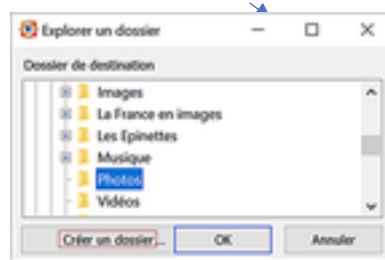 Explorer un dossier
Dossier de destination
Images
La France en images
Les Epinettes
Musique
Photos
Vidéos
Créer un dossier...
OK
Annuler